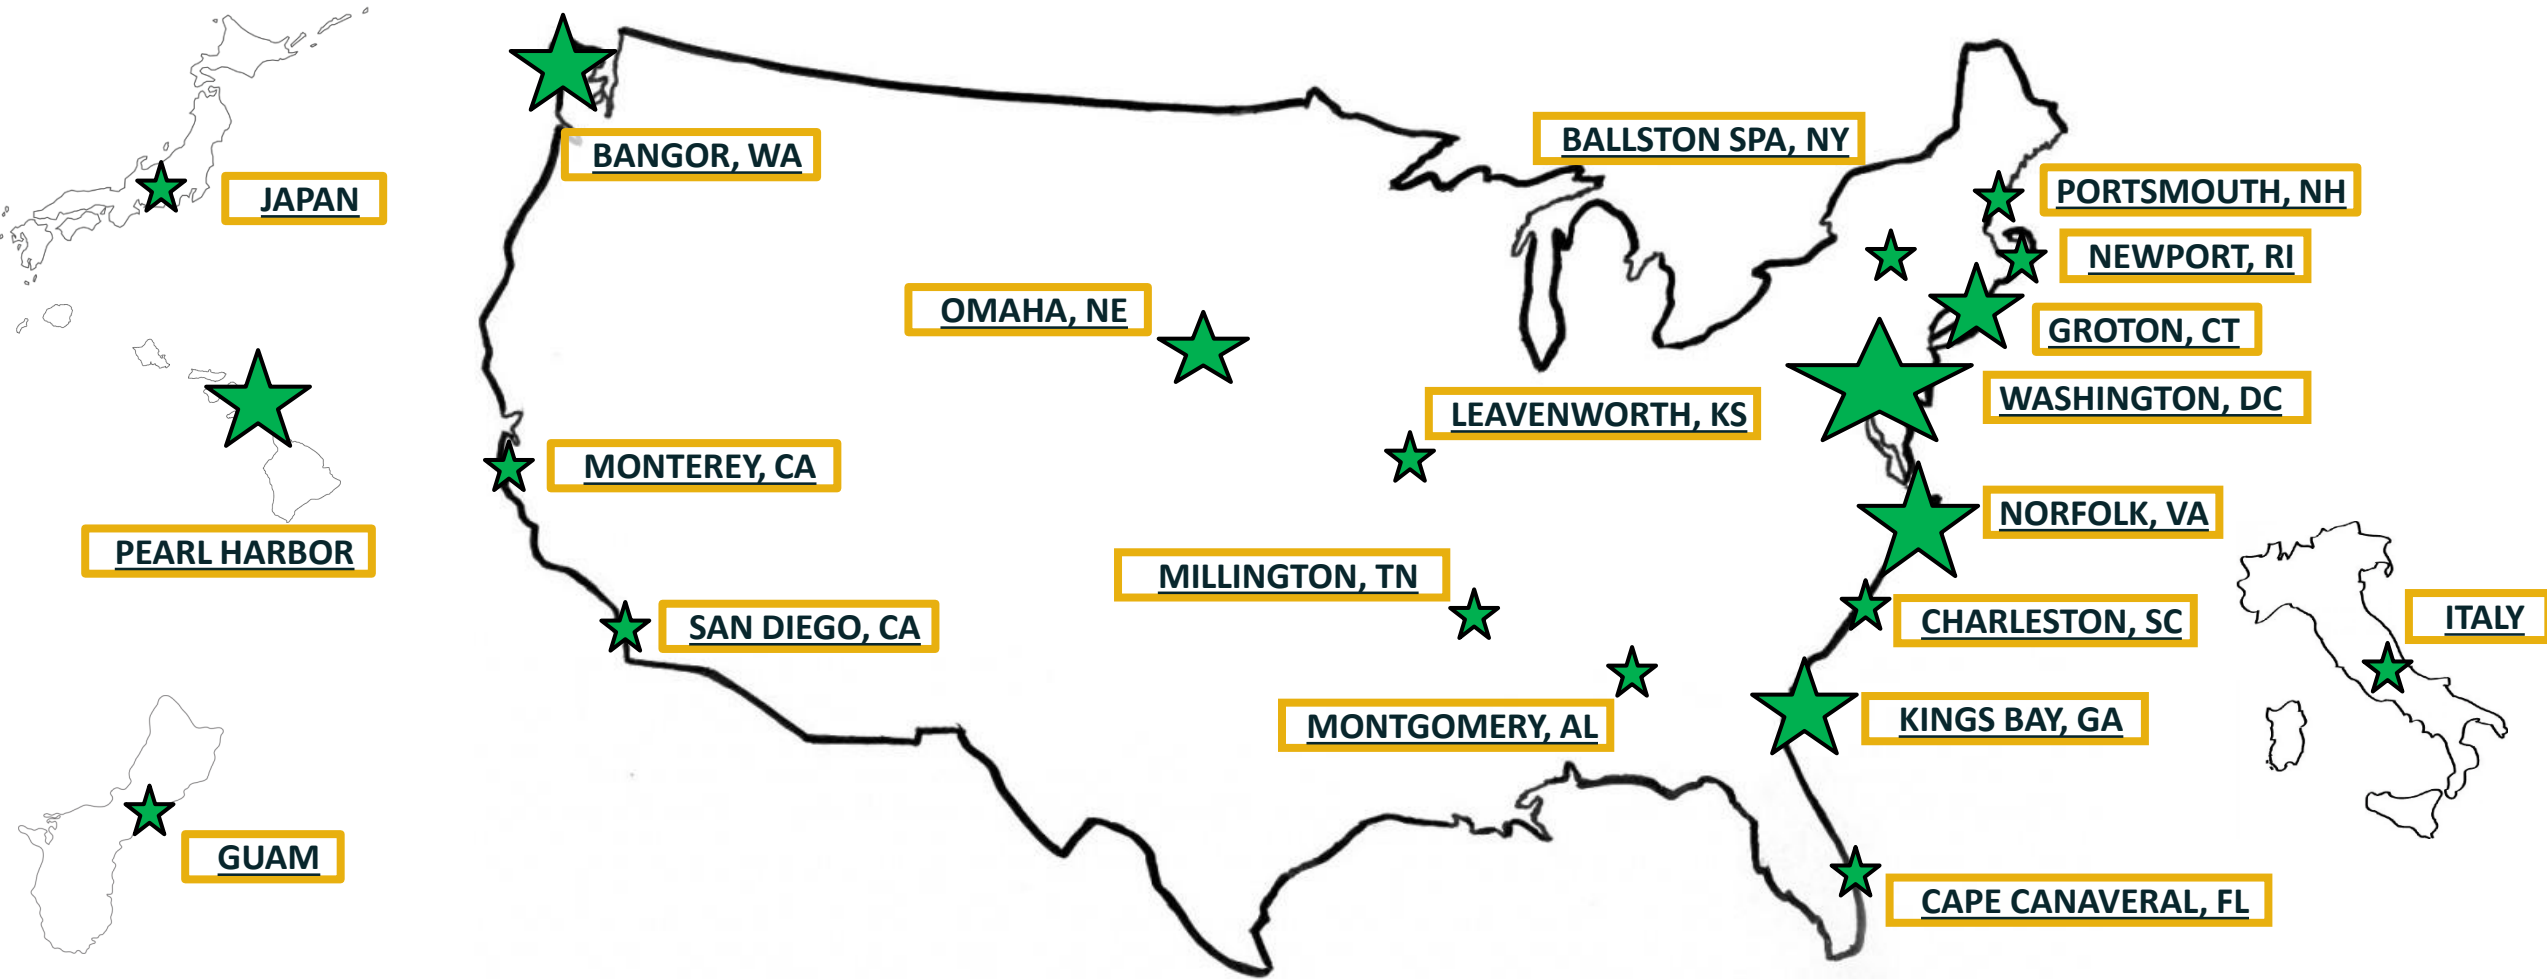 BALLSTON SPA, NY
BANGOR, WA
JAPAN
PORTSMOUTH, NH
NEWPORT, RI
OMAHA, NE
GROTON, CT
WASHINGTON, DC
LEAVENWORTH, KS
MONTEREY, CA
NORFOLK, VA
PEARL HARBOR
MILLINGTON, TN
ITALY
CHARLESTON, SC
SAN DIEGO, CA
KINGS BAY, GA
MONTGOMERY, AL
GUAM
CAPE CANAVERAL, FL